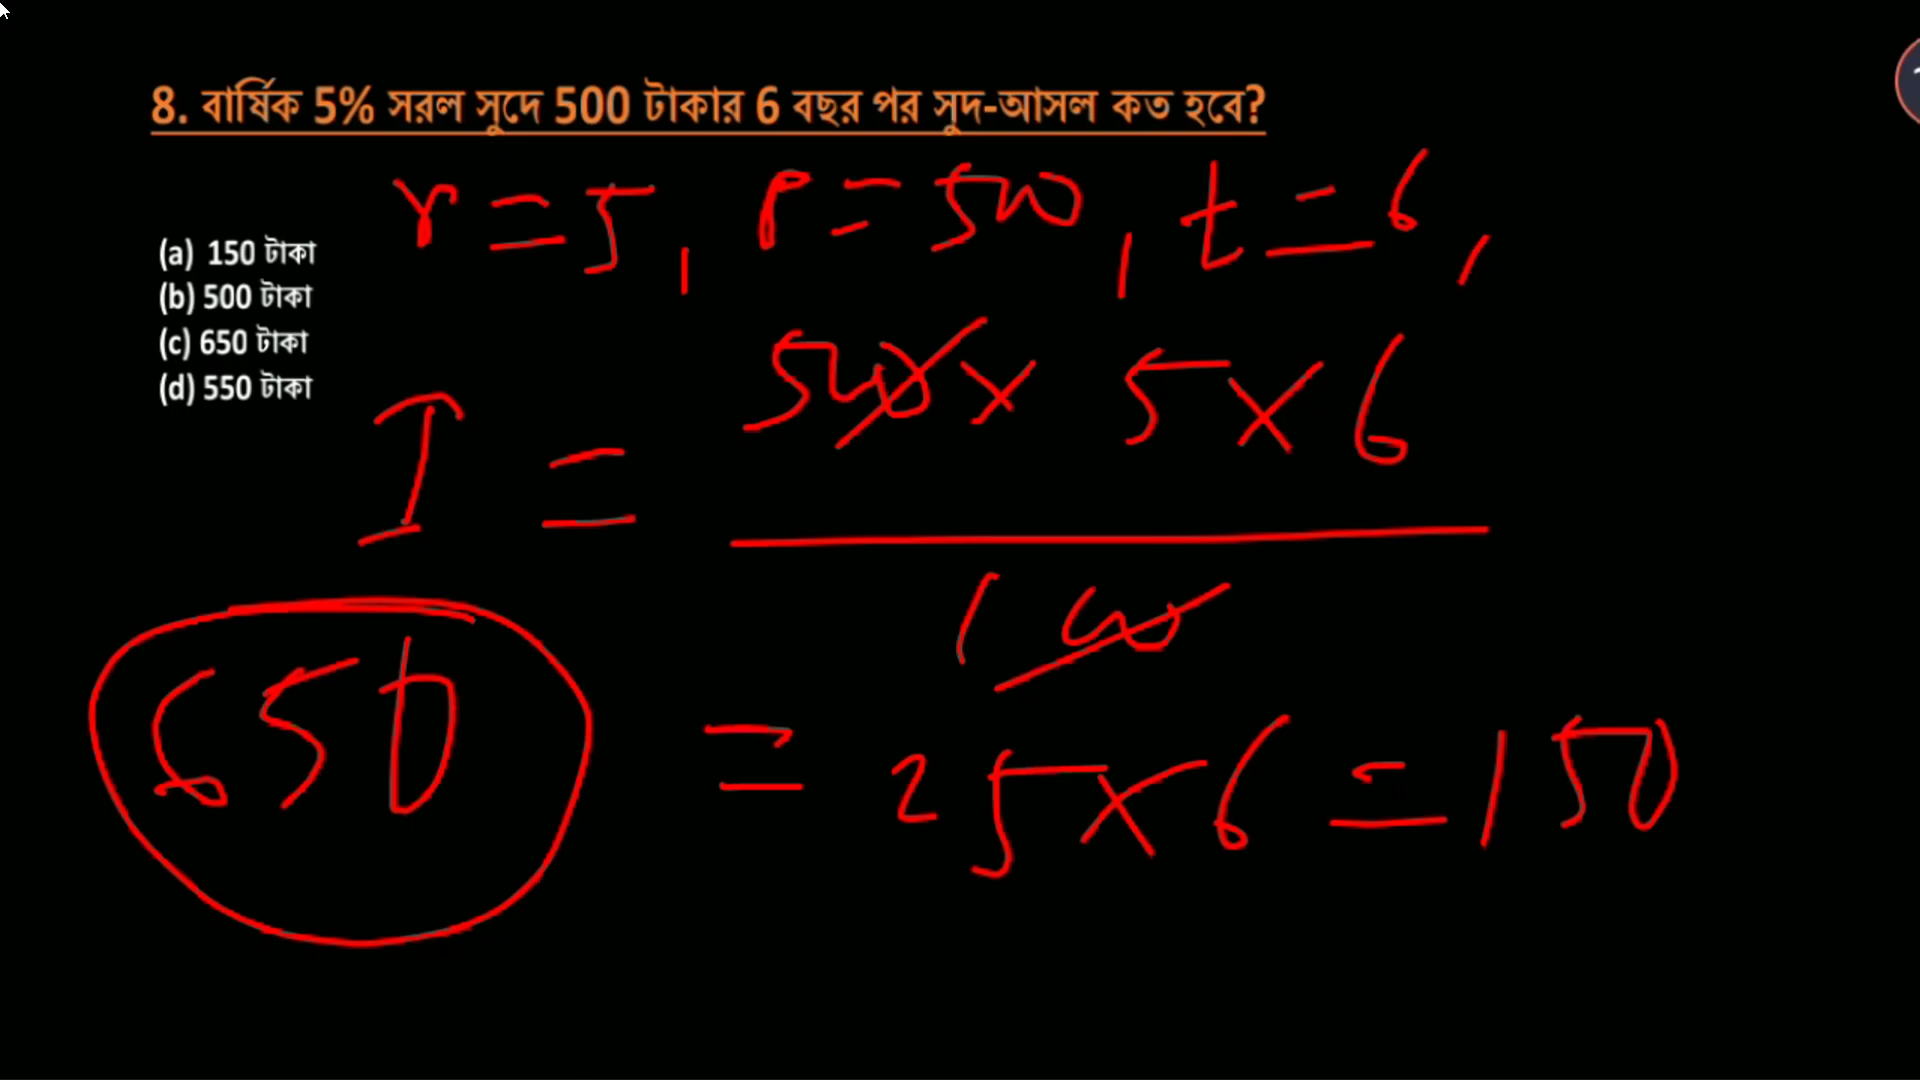 8. বার্ষিক 5% সরল সুদে 500 টাকার 6 বছর পর সুদ-আসল কত হবে?
r = 5, P = 500, t = 6,
(a) 150 টাকা
(b) 500 টাকা
(c) 650 টাকা
(d) 550 টাকা
500 × 5 × 6
I =
100
650
= 25 × 6 = 150